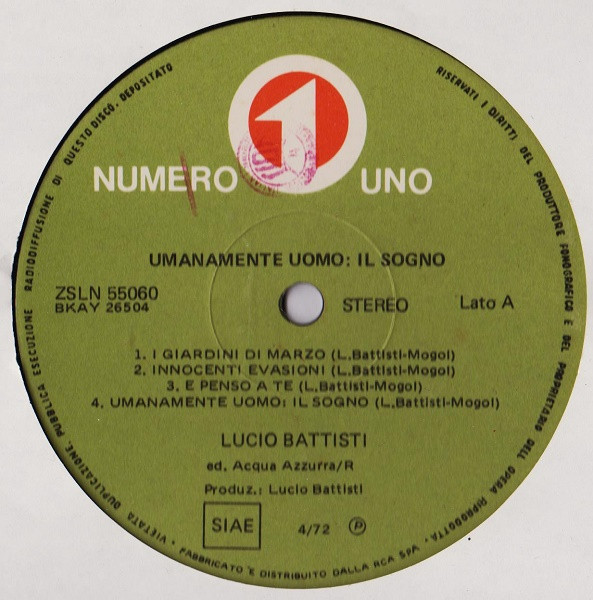 RISERVATI I DIRITTI DEL PRODUTTORE FONOGRAFICO E DEL PROPRIETARIO DELL'OPERA RIPRODOTTA- VIETATA DUPLICAZIONE, PUBBLICA ESECUZIONE RADIODIFFUSIONE DI QUESTO DISCO. DEPOSITATO
1
NUMERO UNO
UMANAMENTE UOMO: IL SOGNO
ZSLN 55060 STEREO Lato A
BKAY 26504
1. I GIARDINI DI MARZO (L.Battisti-Mogol)
2. INNOCENTI EVASIONI (L.Battisti-Mogol)
3. E PENSO A TE (L.Battisti-Mogol)
4. UMANAMENTE UOMO: IL SOGNO (L.Battisti-Mogol)
LUCIO BATTISTI
ed. Acqua Azzurra/R
Produz.: Lucio Battisti
SIAE 4/72 Ⓟ
FABBRICATO E DISTRIBUITO DALLA RCA SPA-